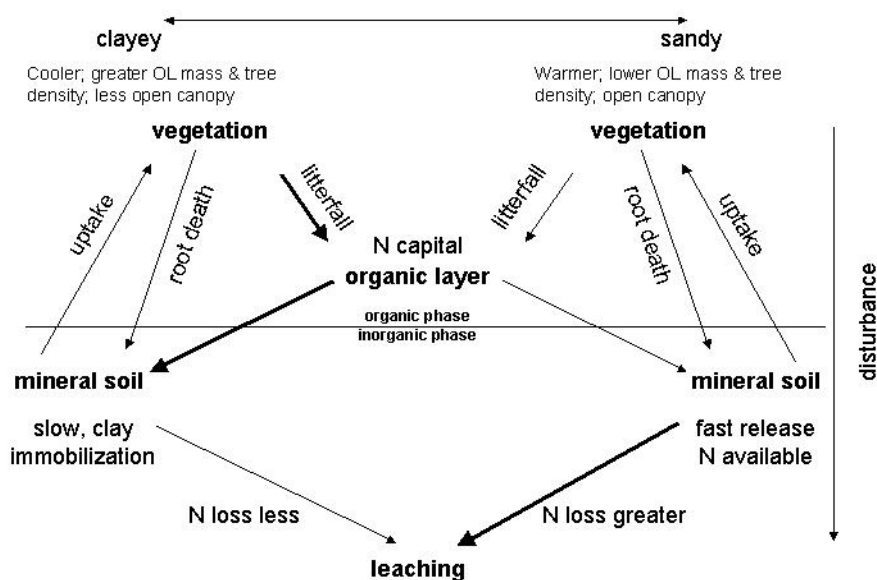 clayey
sandy
Cooler; greater OL mass & tree
density; less open canopy
Warmer; lower OL mass & tree
density; open canopy
vegetation
vegetation
uptake
root death
litterfall
litterfall
root death
uptake
N capital
organic layer
organic phase
inorganic phase
disturbance
mineral soil
mineral soil
slow, clay
immobilization
fast release
N available
N loss less
N loss greater
leaching